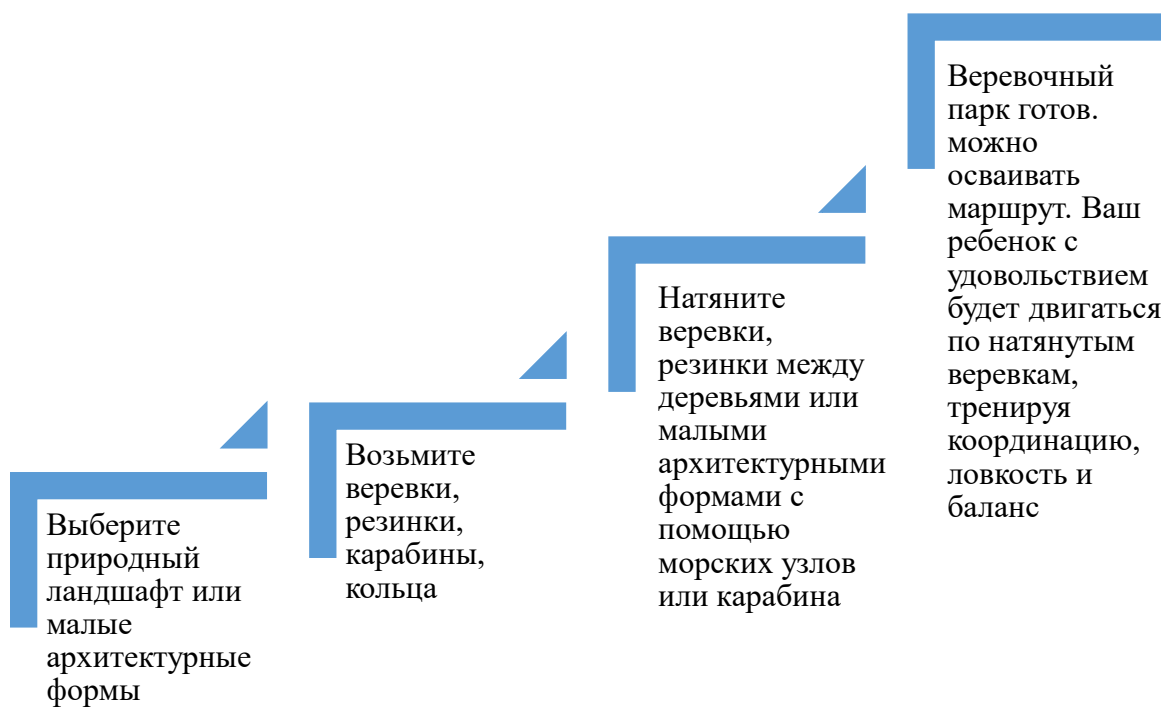 Выберите
природный
ландшафт или
малые
архитектурные
формы
Возьмите
веревки,
резинки,
карабины,
кольца
Натяните
веревки,
резинки между
деревьями или
малыми
архитектурными
формами с
помощью
морских узлов
или карабина
Веревочный
парк готов.
можно
осваивать
маршрут. Ваш
ребенок с
удовольствием
будет двигаться
по натянутым
веревкам,
тренируя
координацию,
ловкость и
баланс